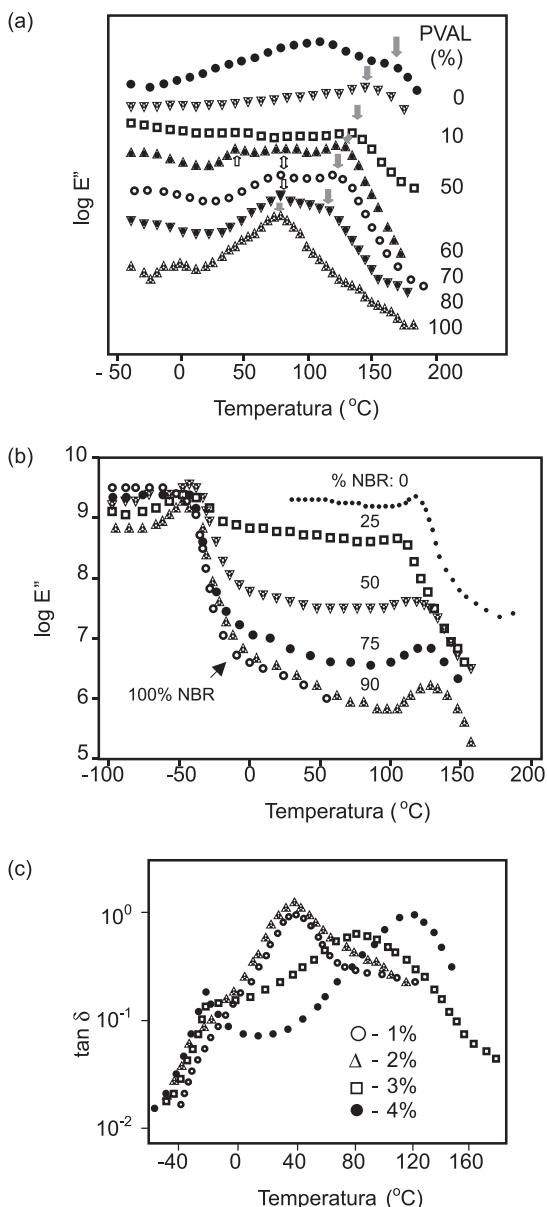 (a)
PVAL
(%)
0
10
50
60
70
80
100
log E"
- 50 0 50 100 150 200
Temperatura ( °C)
(b)
10
9
8
7
6
5
log E"
% NBR: 0
25
50
75
90
100% NBR
-100 -50 0 50 100 150 200
Temperatura ( °C)
(c)
10⁰
10⁻¹
10⁻²
tan δ
- 1%
- 2%
- 3%
- 4%
-40 0 40 80 120 160
Temperatura (°C)